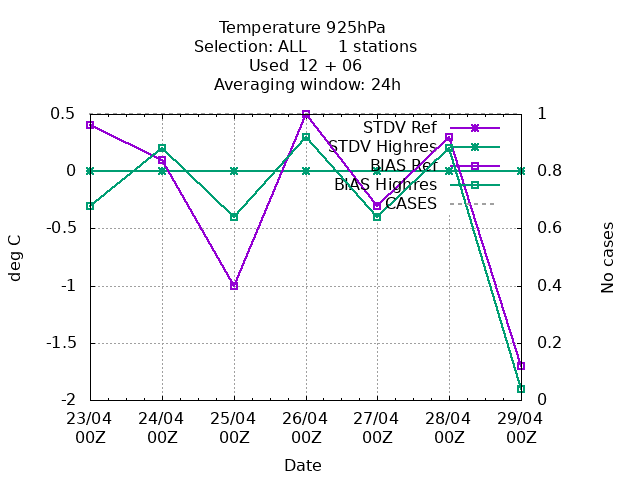 Temperature 925hPa
Selection: ALL 1 stations
Used 12 + 06
Averaging window: 24h
0.5 1
0 0.8
-0.5 0.6
-1 0.4
-1.5 0.2
-2 0
STDV Ref
STDV Highres
BIAS Ref
BIAS Highres
CASES
deg C
No cases
23/04 24/04 25/04 26/04 27/04 28/04 29/04
00Z 00Z 00Z 00Z 00Z 00Z 00Z
Date